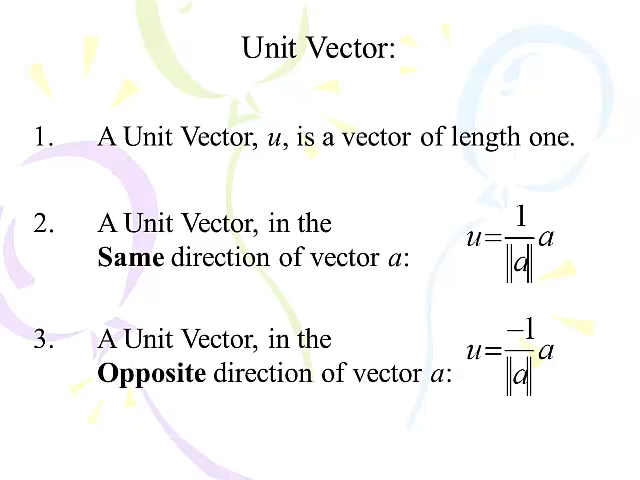 Unit Vector:
1. A Unit Vector, u, is a vector of length one.
2. A Unit Vector, in the
Same direction of vector a:
u = 1/‖a‖ a
3. A Unit Vector, in the
Opposite direction of vector a:
u = –1/‖a‖ a